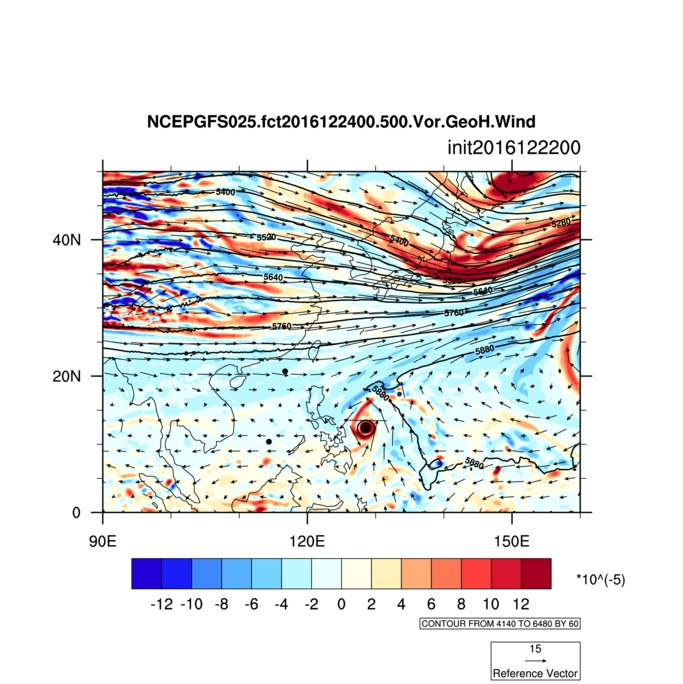 NCEPGFS025.fct2016122400.500.Vor.GeoH.Wind
init2016122200
5400
5280
40N
5520
5400
5520
5640
5640
5760
5760
5880
20N
5880
5880
0
90E 120E 150E
-12 -10 -8 -6 -4 -2 0 2 4 6 8 10 12
*10^(-5)
CONTOUR FROM 4140 TO 6480 BY 60
15
Reference Vector